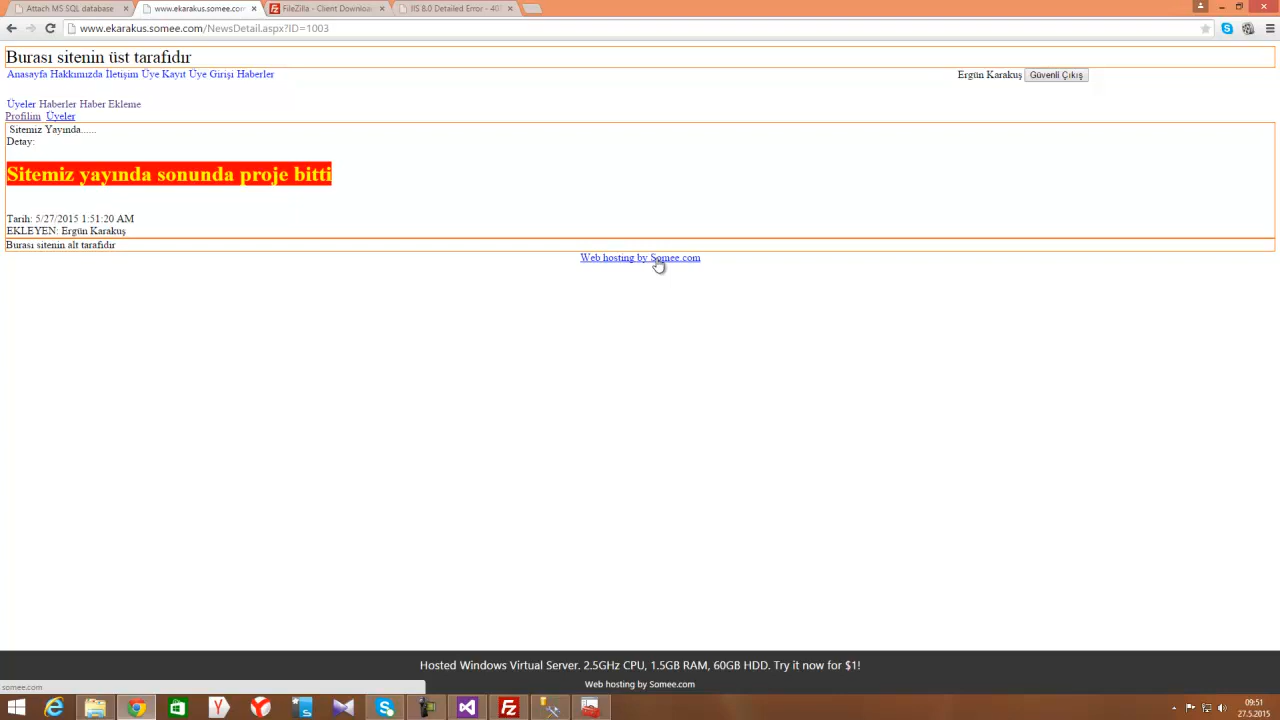 Attach MS SQL database
www.ekarakus.somee.com/
FileZilla - Client Downloa
IIS 8.0 Detailed Error - 40
www.ekarakus.somee.com/NewsDetail.aspx?ID=1003
Burası sitenin üst tarafıdır
Anasayfa Hakkımızda İletişim Üye Kayıt Üye Girişi Haberler
Ergün Karakuş Güvenli Çıkış
Üyeler Haberler Haber Ekleme
Profilim Üyeler
Sitemiz Yayında......
Detay:
Sitemiz yayında sonunda proje bitti
Tarih: 5/27/2015 1:51:20 AM
EKLEYEN: Ergün Karakuş
Burası sitenin alt tarafıdır
Web hosting by Somee.com
Hosted Windows Virtual Server. 2.5GHz CPU, 1.5GB RAM, 60GB HDD. Try it now for $1!
Web hosting by Somee.com
somee.com
09:51
27.5.2015